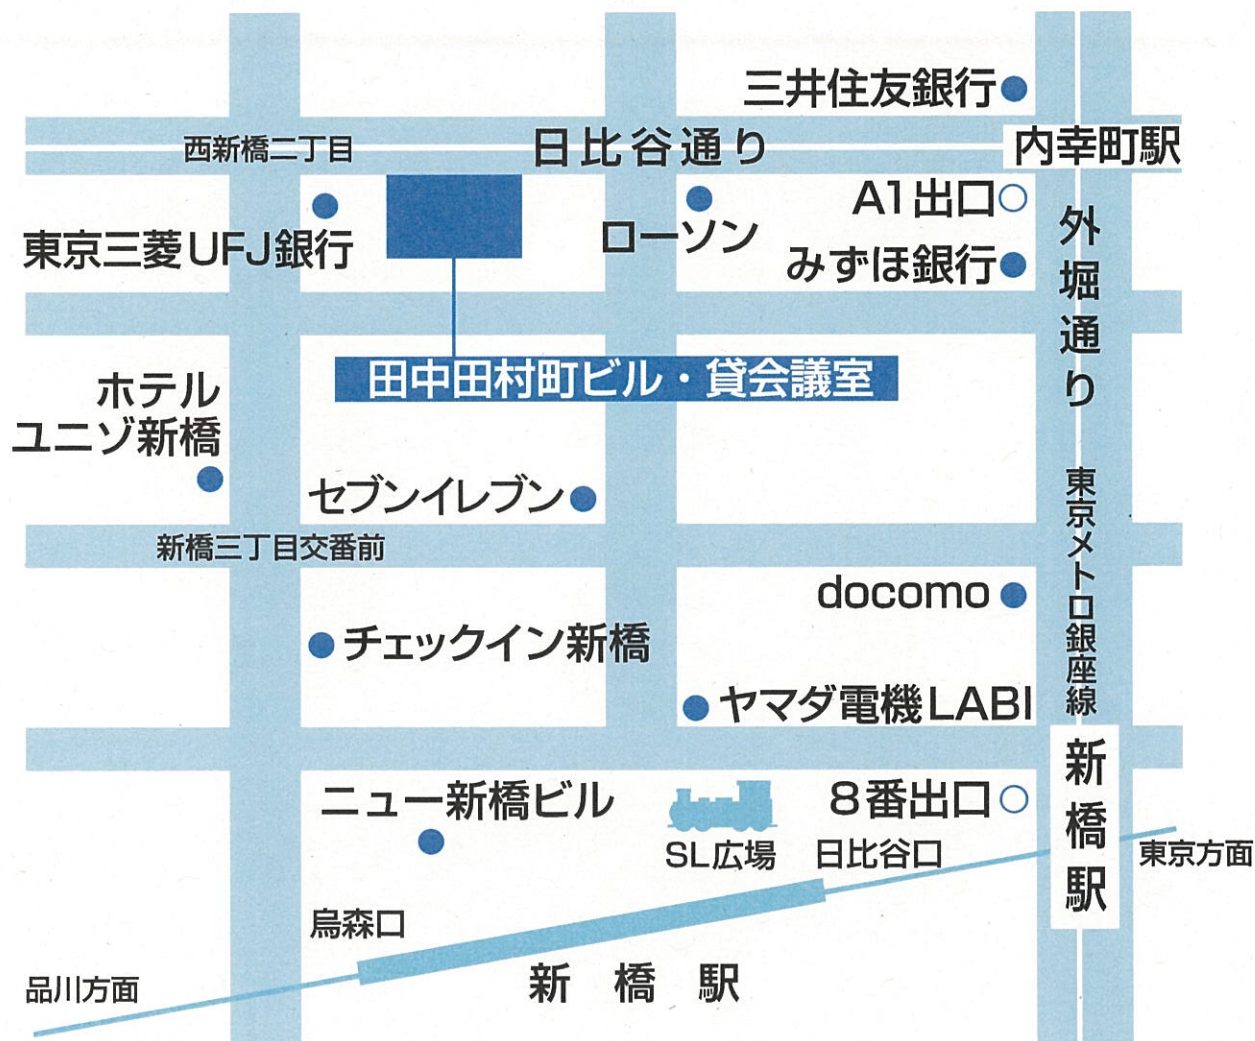 三井住友銀行
西新橋二丁目
日比谷通り
内幸町駅
A1出口
東京三菱UFJ銀行
ローソン
みずほ銀行
外堀通り
田中田村町ビル・貸会議室
ホテル
ユニゾ新橋
セブンイレブン
東京メトロ銀座線
新橋三丁目交番前
docomo
チェックイン新橋
ヤマダ電機LABI
新橋駅
ニュー新橋ビル
8番出口
SL広場
日比谷口
東京方面
烏森口
品川方面
新橋駅